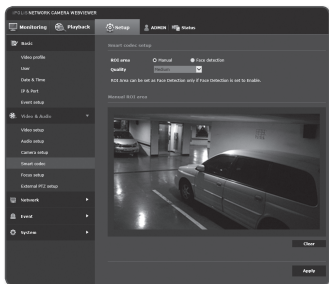 iPOLiS NETWORK CAMERA WEBVIEWER
Monitoring
Playback
Setup
ADMIN
Status
Basic
Video profile
User
Date & Time
IP & Port
Event setup
Video & Audio
Video setup
Audio setup
Camera setup
Smart codec
Focus setup
External PTZ setup
Network
Event
System
Smart codec setup
ROI area
Manual
Face detection
Quality
Medium
ROI Area can be set as Face Detection only if Face Detection is set to Enable.
Manual ROI area
Clear
Apply